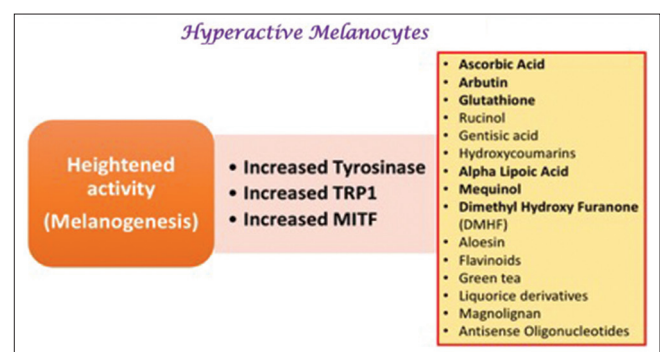 Hyperactive Melanocytes
Heightened
activity
(Melanogenesis)
• Increased Tyrosinase
• Increased TRP1
• Increased MITF
• Ascorbic Acid
• Arbutin
• Glutathione
• Rucinol
• Gentisic acid
• Hydroxycoumarins
• Alpha Lipoic Acid
• Mequinol
• Dimethyl Hydroxy Furanone
(DMHF)
• Aloesin
• Flavinoids
• Green tea
• Liquorice derivatives
• Magnolignan
• Antisense Oligonucleotides